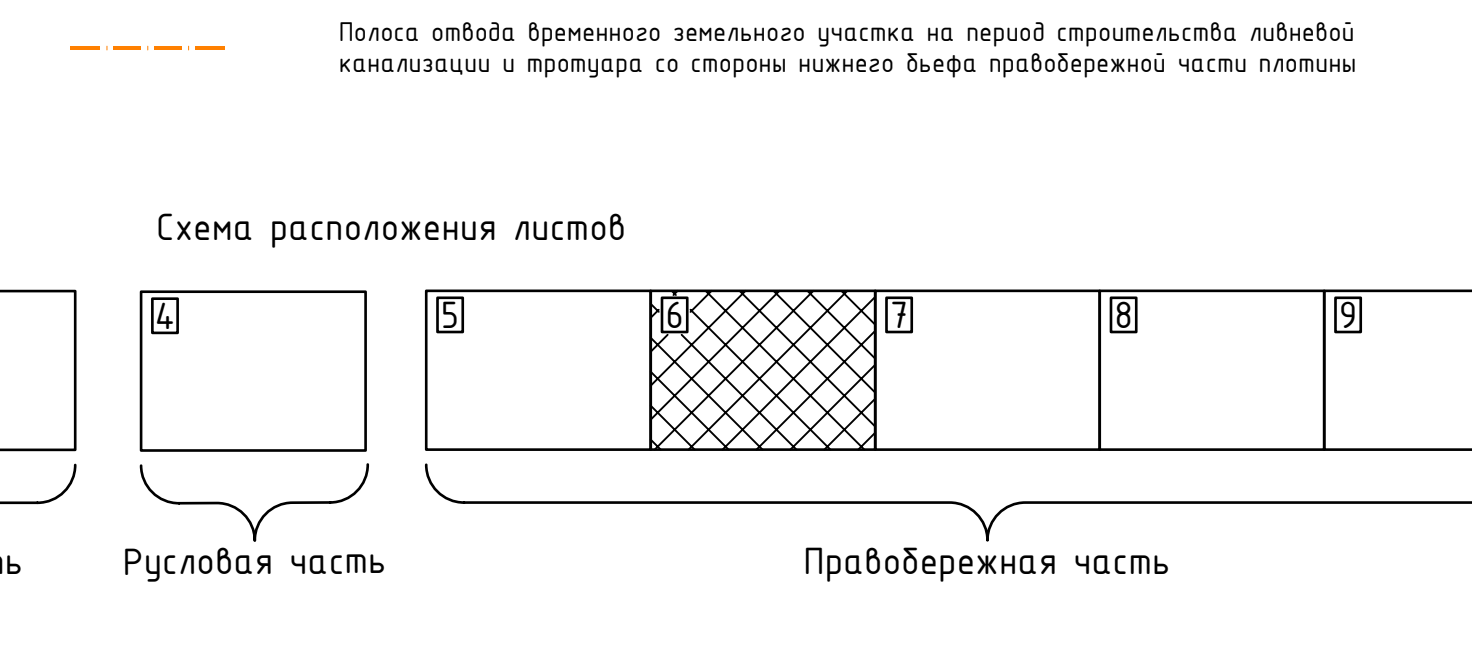 Полоса отвода временного земельного участка на период строительства ливневой
канализации и тротуара со стороны нижнего бьефа правобережной части плотины
Схема расположения листов
4 5 6 7 8 9
ть Русловая часть Правобережная часть